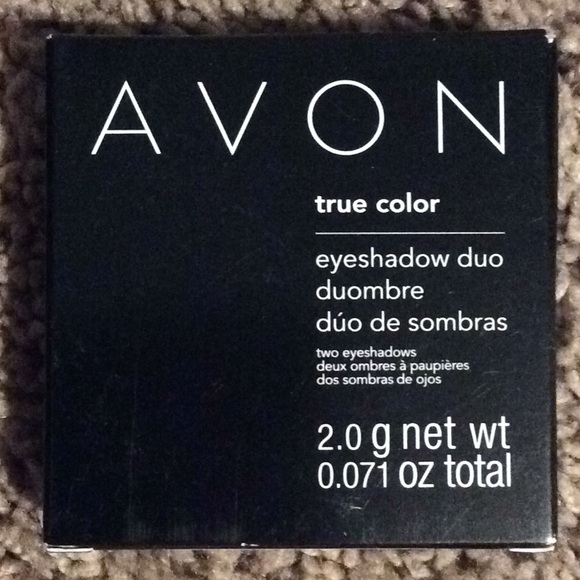 AVON
true color
eyeshadow duo
duombre
dúo de sombras
two eyeshadows
deux ombres à paupières
dos sombras de ojos
2.0 g net wt
0.071 oz total